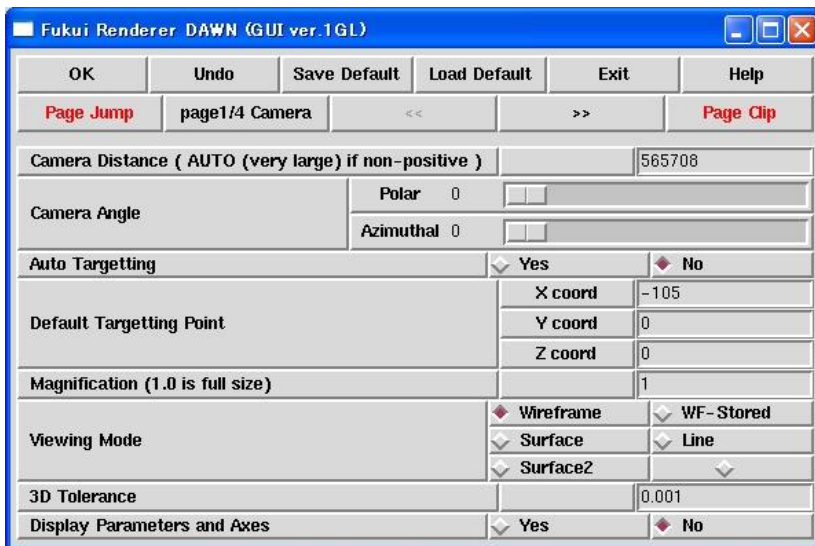 Fukui Renderer DAWN (GUI ver.1GL)
OK Undo Save Default Load Default Exit Help
Page Jump page1/4 Camera << >> Page Clip
Camera Distance ( AUTO (very large) if non-positive ) 565708
Camera Angle
Polar 0
Azimuthal 0
Auto Targetting Yes No
Default Targetting Point
X coord -105
Y coord 0
Z coord 0
Magnification (1.0 is full size) 1
Viewing Mode
Wireframe WF-Stored
Surface Line
Surface2
3D Tolerance 0.001
Display Parameters and Axes Yes No